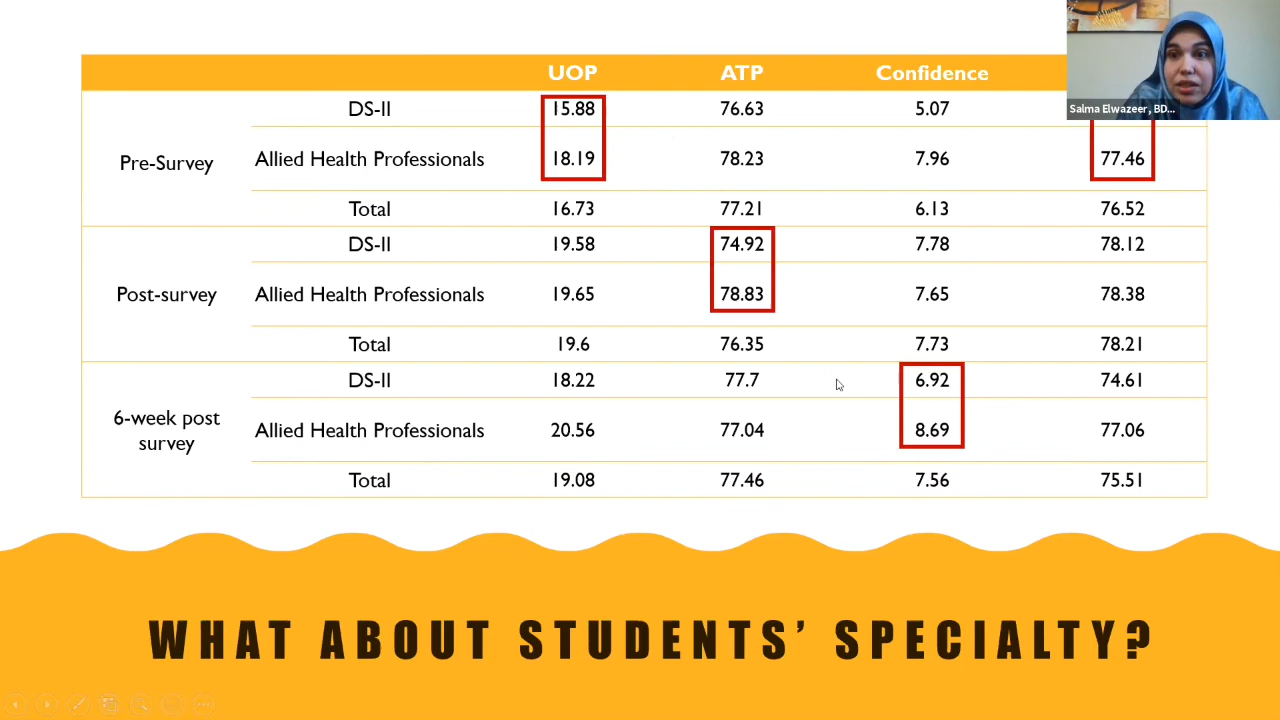 UOP ATP Confidence
Salma Elwazeer, BD...
DS-II 15.88 76.63 5.07
Pre-Survey Allied Health Professionals 18.19 78.23 7.96 77.46
Total 16.73 77.21 6.13 76.52
DS-II 19.58 74.92 7.78 78.12
Post-survey Allied Health Professionals 19.65 78.83 7.65 78.38
Total 19.6 76.35 7.73 78.21
DS-II 18.22 77.7 6.92 74.61
6-week post
survey Allied Health Professionals 20.56 77.04 8.69 77.06
Total 19.08 77.46 7.56 75.51
WHAT ABOUT STUDENTS’ SPECIALTY?